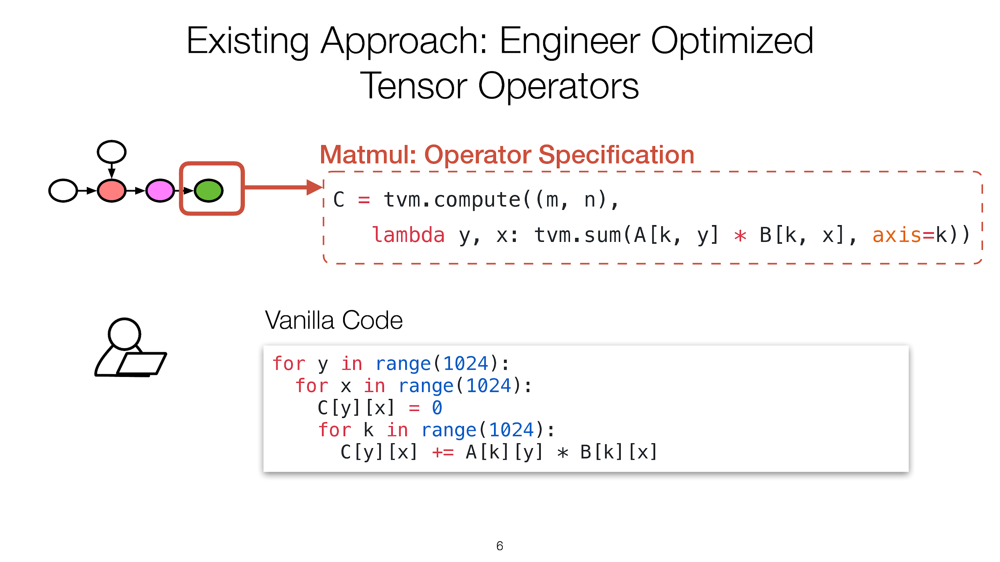 Existing Approach: Engineer Optimized
Tensor Operators
Matmul: Operator Specification
C = tvm.compute((m, n),
lambda y, x: tvm.sum(A[k, y] * B[k, x], axis=k))
Vanilla Code
for y in range(1024):
  for x in range(1024):
    C[y][x] = 0
    for k in range(1024):
      C[y][x] += A[k][y] * B[k][x]
6